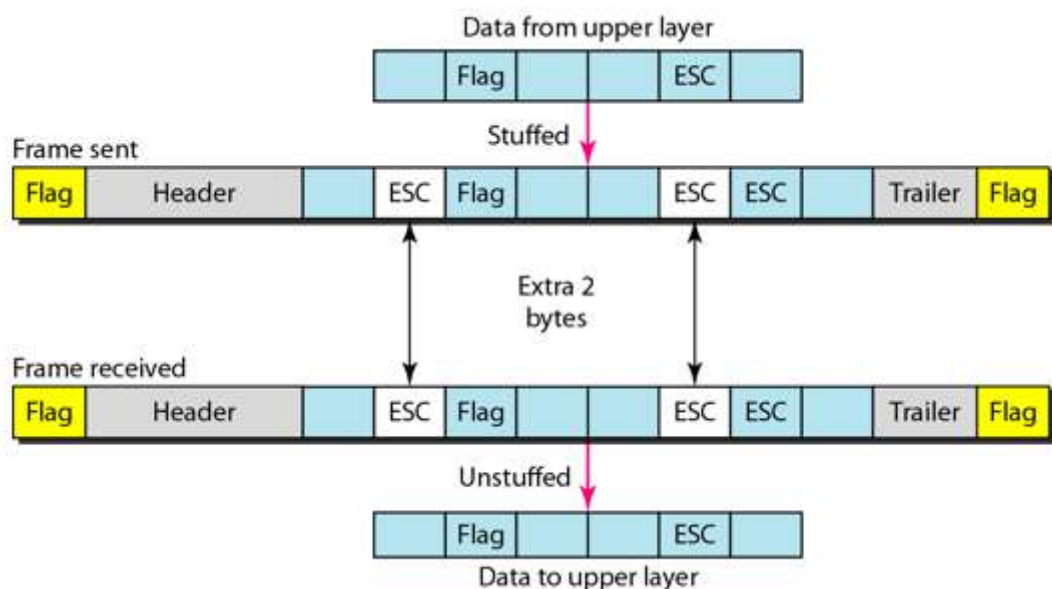 Data from upper layer
Flag ESC
Stuffed
Frame sent
Flag Header ESC Flag ESC ESC Trailer Flag
Extra 2
bytes
Frame received
Flag Header ESC Flag ESC ESC Trailer Flag
Unstuffed
Flag ESC
Data to upper layer